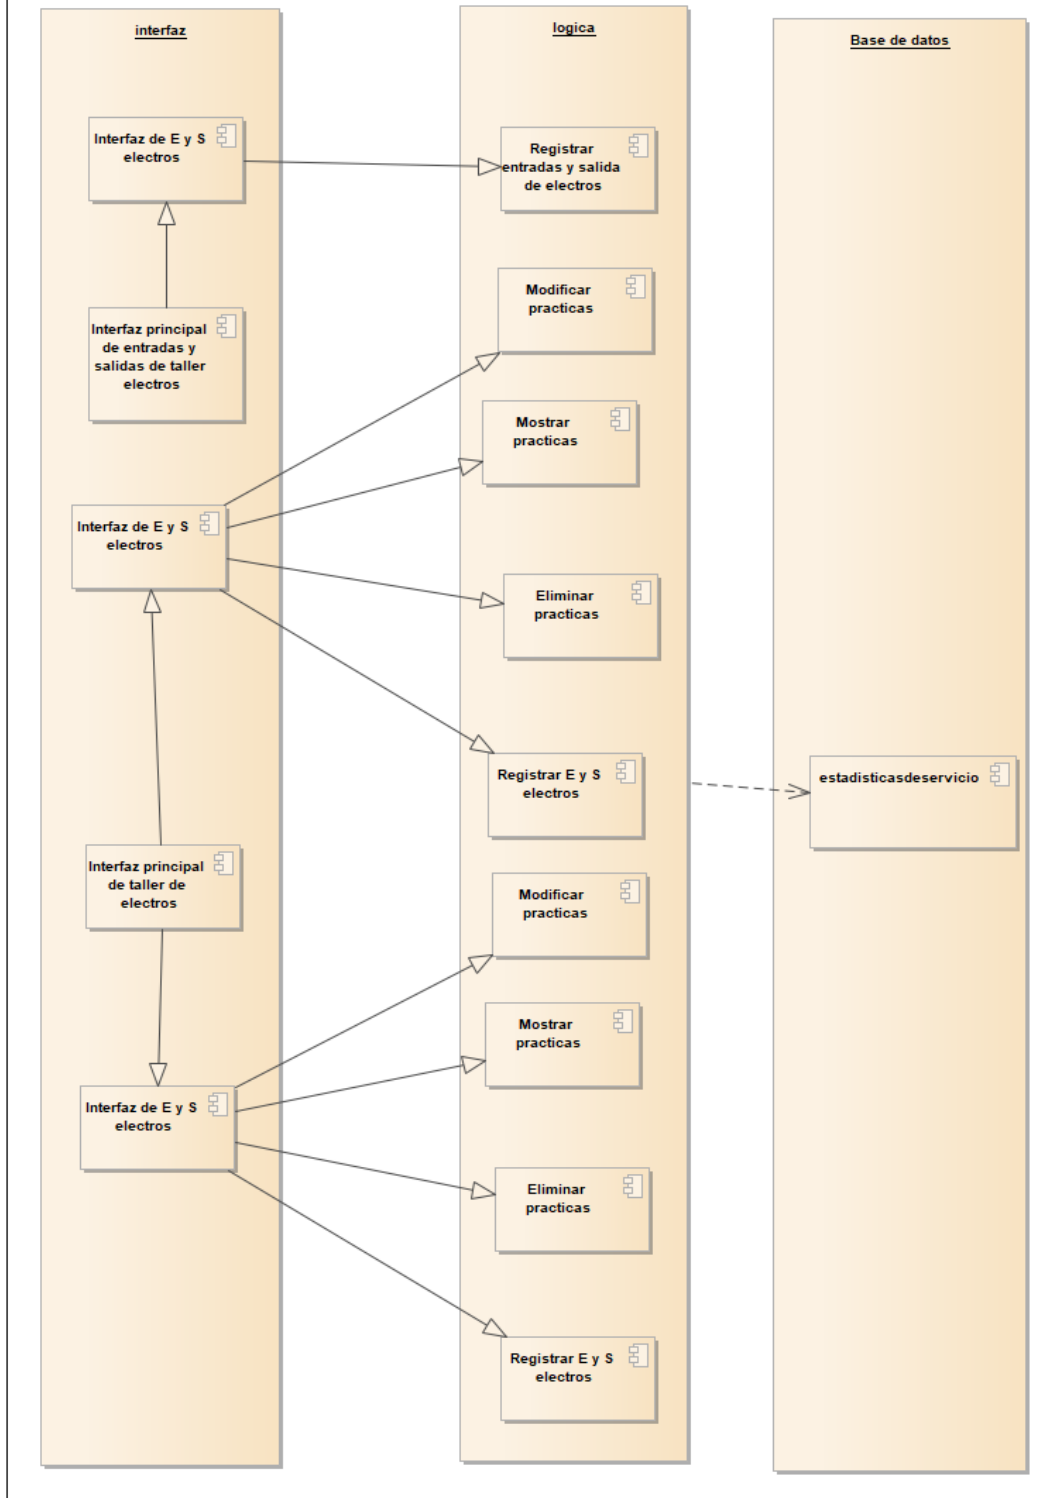 interfaz
Interfaz de E y S
electros
Interfaz principal
de entradas y
salidas de taller
electros
Interfaz de E y S
electros
Interfaz principal
de taller de
electros
Interfaz de E y S
electros
logica
Registrar
entradas y salida
de electros
Modificar
practicas
Mostrar
practicas
Eliminar
practicas
Registrar E y S
electros
Modificar
practicas
Mostrar
practicas
Eliminar
practicas
Registrar E y S
electros
Base de datos
estadisticasdeservicio